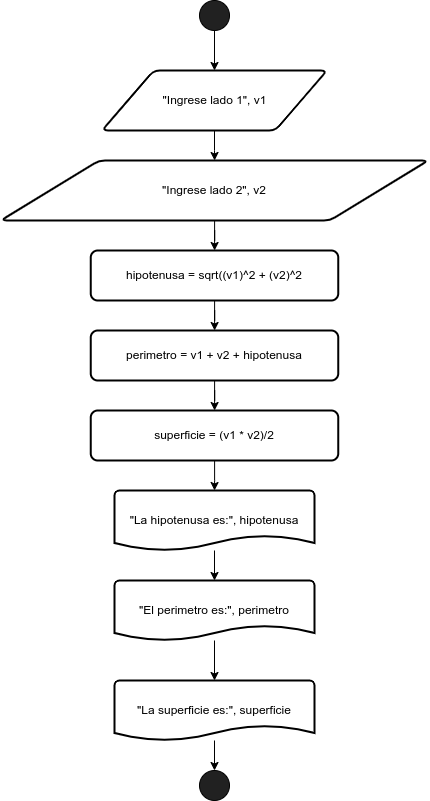 "Ingrese lado 1", v1
"Ingrese lado 2", v2
hipotenusa = sqrt((v1)^2 + (v2)^2
perimetro = v1 + v2 + hipotenusa
superficie = (v1 * v2)/2
"La hipotenusa es:", hipotenusa
"El perimetro es:", perimetro
"La superficie es:", superficie